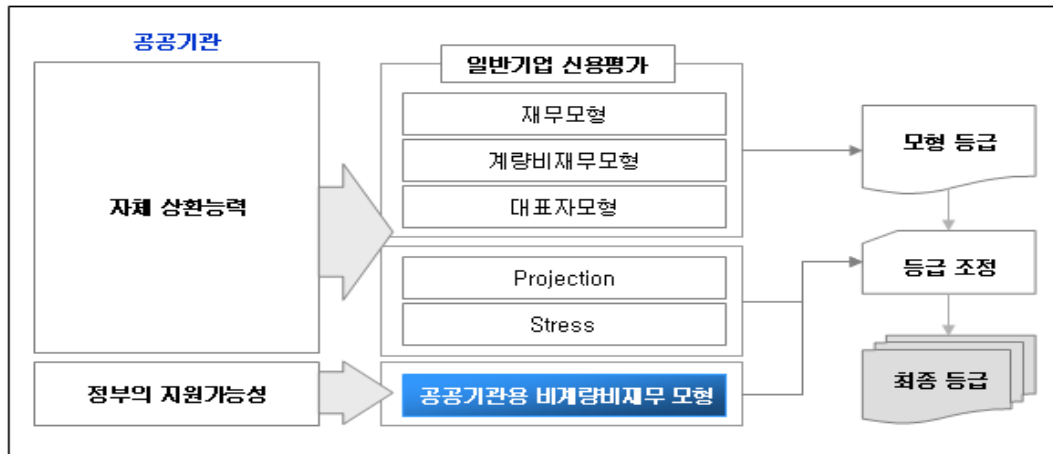 공공기관
일반기업 신용평가
재무모형
계량비재무모형
대표자모형
모형 등급
자체 상환능력
Projection
Stress
등급 조정
정부의 지원가능성
공공기관용 비계량비재무 모형
최종 등급